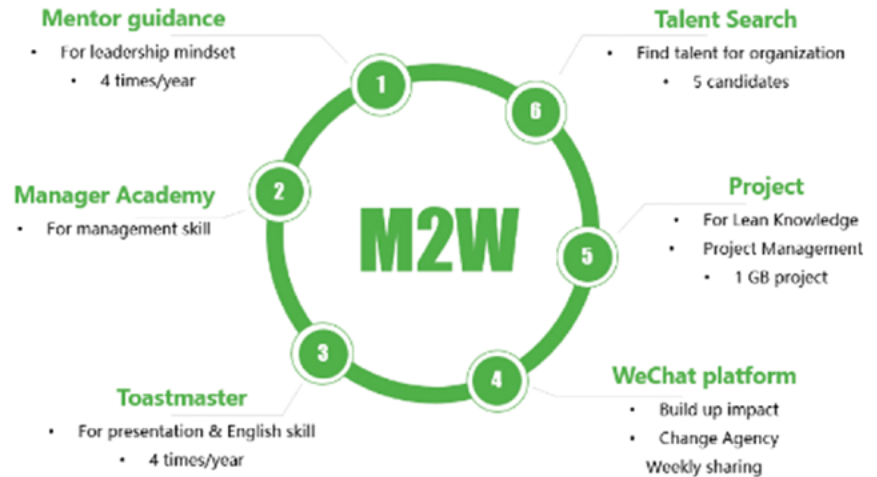 Mentor guidance
• For leadership mindset
• 4 times/year
1
Manager Academy
• For management skill
2
Toastmaster
• For presentation & English skill
• 4 times/year
3
M2W
WeChat platform
• Build up impact
• Change Agency
Weekly sharing
4
Project
• For Lean Knowledge
• Project Management
• 1 GB project
5
Talent Search
• Find talent for organization
• 5 candidates
6